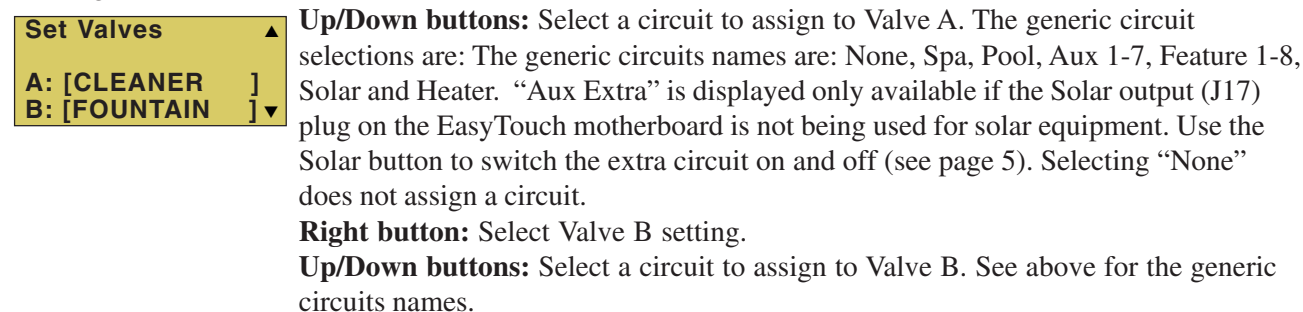 Set Valves ▲
A: [CLEANER ]
B: [FOUNTAIN ] ▼
Up/Down buttons: Select a circuit to assign to Valve A. The generic circuit
selections are: The generic circuits names are: None, Spa, Pool, Aux 1-7, Feature 1-8,
Solar and Heater. “Aux Extra” is displayed only available if the Solar output (J17)
plug on the EasyTouch motherboard is not being used for solar equipment. Use the
Solar button to switch the extra circuit on and off (see page 5). Selecting “None”
does not assign a circuit.
Right button: Select Valve B setting.
Up/Down buttons: Select a circuit to assign to Valve B. See above for the generic
circuits names.